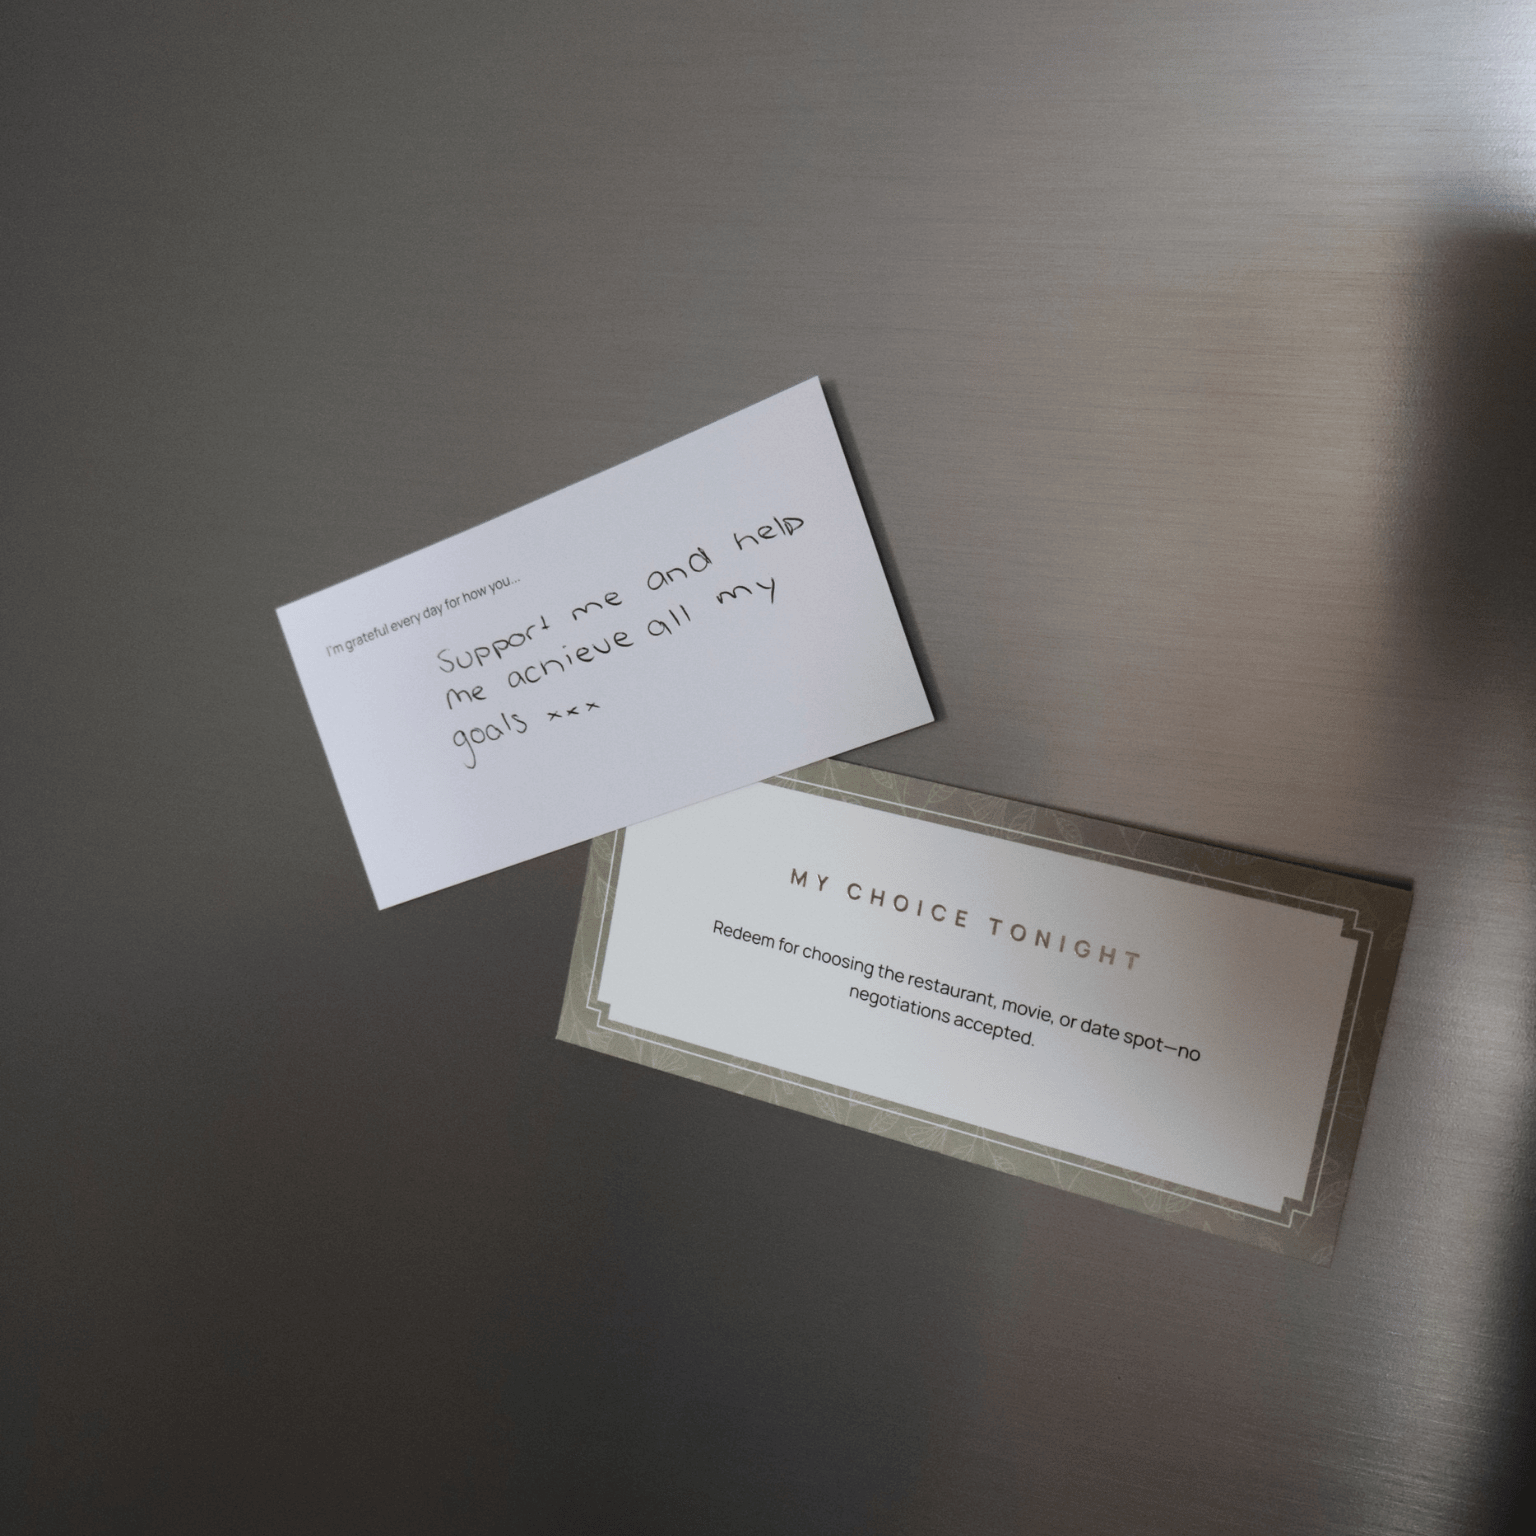 I'm grateful every day for how you...
Support me and help
me achieve all my
goals xxx
MY CHOICE TONIGHT
Redeem for choosing the restaurant, movie, or date spot—no
negotiations accepted.